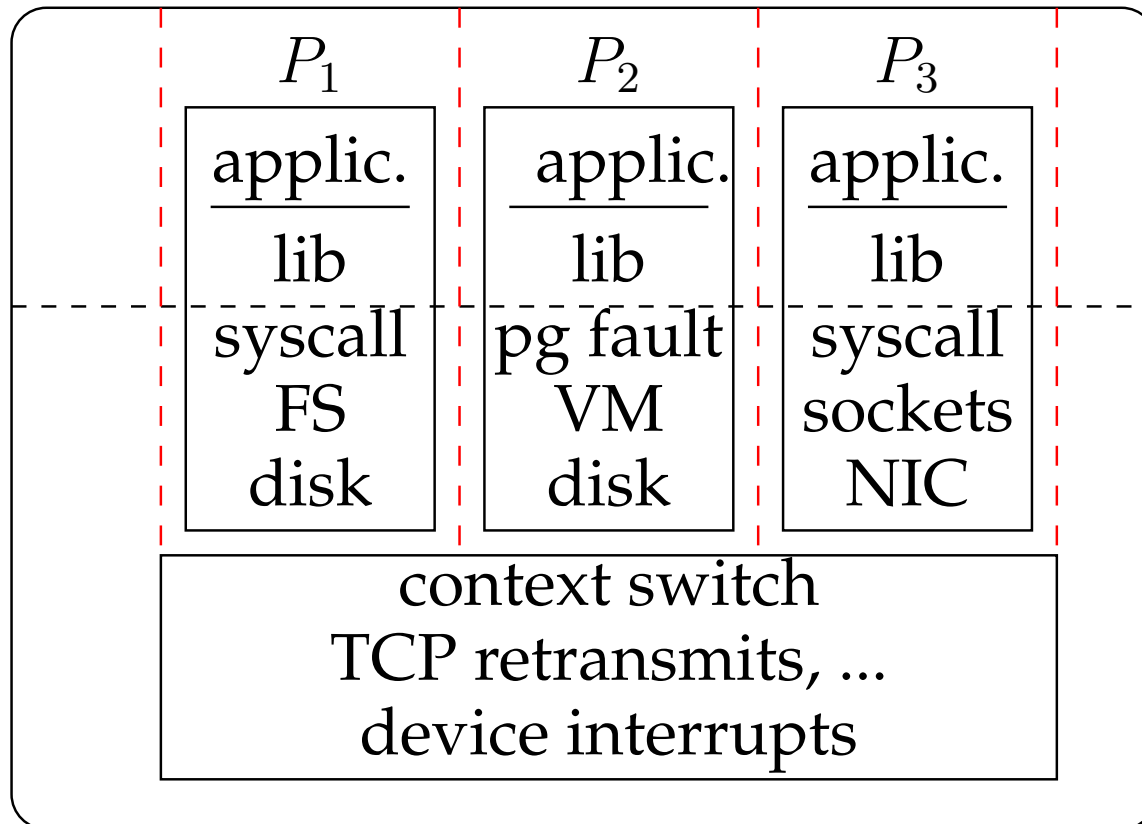 P1 P2 P3
applic. applic. applic.
lib lib lib
syscall pg fault syscall
FS VM sockets
disk disk NIC
context switch
TCP retransmits, ...
device interrupts